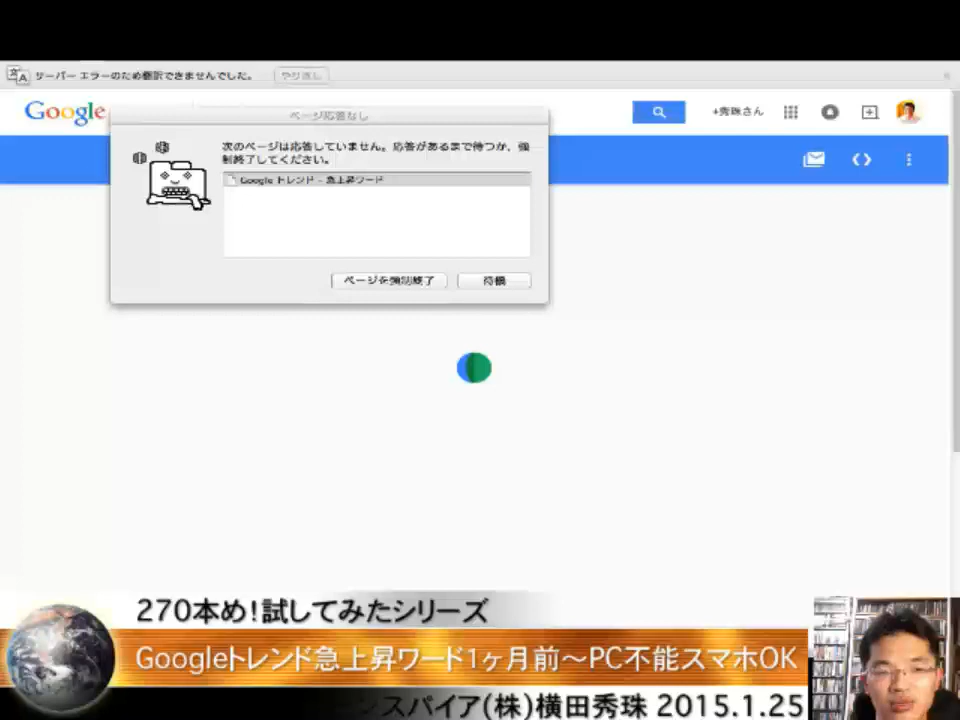 サーバー エラーのため翻訳できませんでした。 やり直し
Google
+秀珠さん
ページ応答なし
次のページは応答していません。応答があるまで待つか、強
制終了してください。
Google トレンド - 急上昇ワード
ページを強制終了 待機
270本め!試してみたシリーズ
Googleトレンド急上昇ワード1ヶ月前～PC不能スマホOK
ンスパイア(株)横田秀珠 2015.1.25